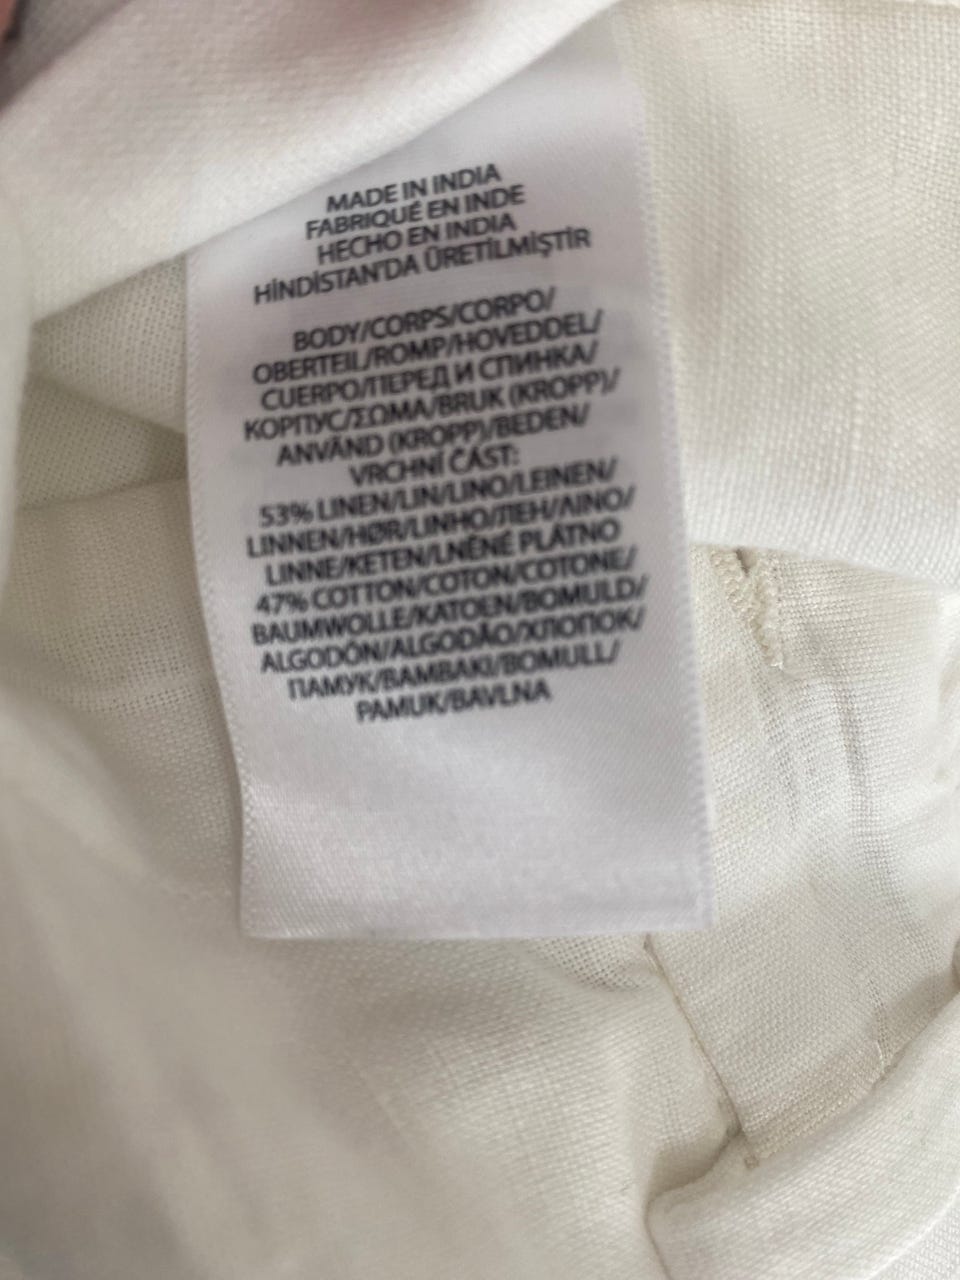 MADE IN INDIA
FABRIQUÉ EN INDE
HECHO EN INDIA
HİNDİSTAN'DA ÜRETİLMİŞTİR
BODY/CORPS/CORPO/
OBERTEIL/ROMP/HOVEDDEL/
CUERPO/ПЕРЕД И СПИНКА/
КОРПУС/ΣΩΜΑ/BRUK (KROPP)/
ANVÄND (KROPP)/BEDEN/
VRCHNÍ ČÁST:
53% LINEN/LIN/LINO/LEINEN/
LINNEN/HØR/LINHO/ЛЕН/ΛΙΝΟ/
LINNE/KETEN/LNĚNÉ PLÁTNO
47% COTTON/COTON/COTONE/
BAUMWOLLE/KATOEN/BOMULD/
ALGODÓN/ALGODÃO/ХЛОПОК/
ПАМУК/ΒΑΜΒΑΚΙ/BOMULL/
PAMUK/BAVLNA